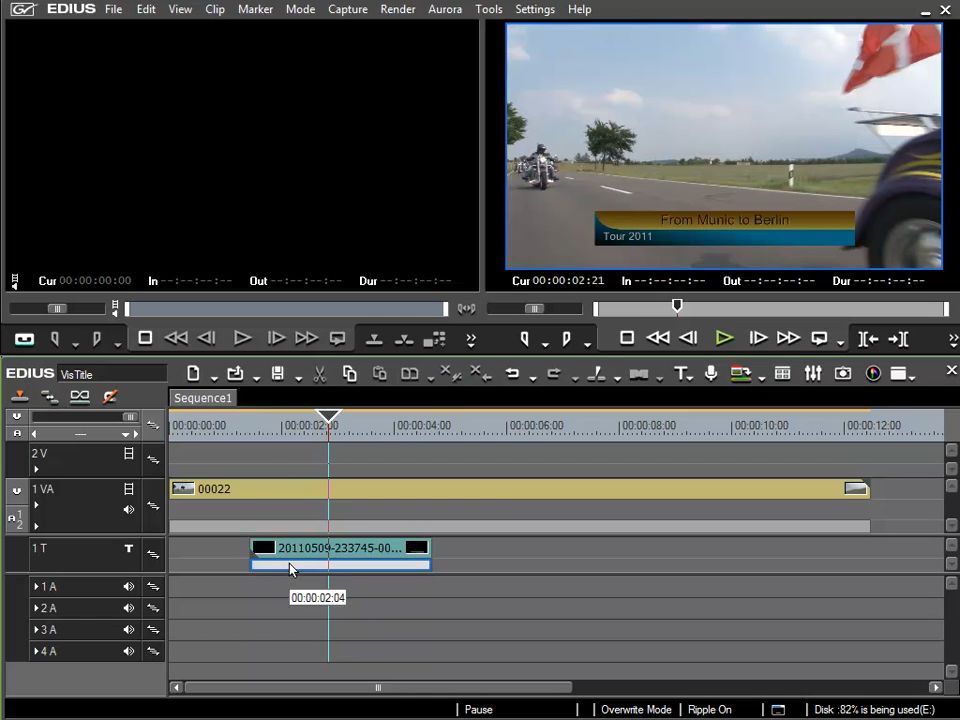 EDIUS File Edit View Clip Marker Mode Capture Render Aurora Tools Settings Help
From Munic to Berlin
Tour 2011
Cur 00:00:00:00 In --:--:--:-- Out --:--:--:-- Dur --:--:--:--
Cur 00:00:02:21 In --:--:--:-- Out --:--:--:-- Dur --:--:--:--
EDIUS VisTitle
Sequence1
00:00:00:00 00:00:02:00 00:00:04:00 00:00:06:00 00:00:08:00 00:00:10:00 00:00:12:00
2 V
1 VA 00022
A 1
2
1 T T 20110509-233745-00...
00:00:02:04
1 A
2 A
3 A
4 A
Pause Overwrite Mode Ripple On Disk :82% is being used(E:)